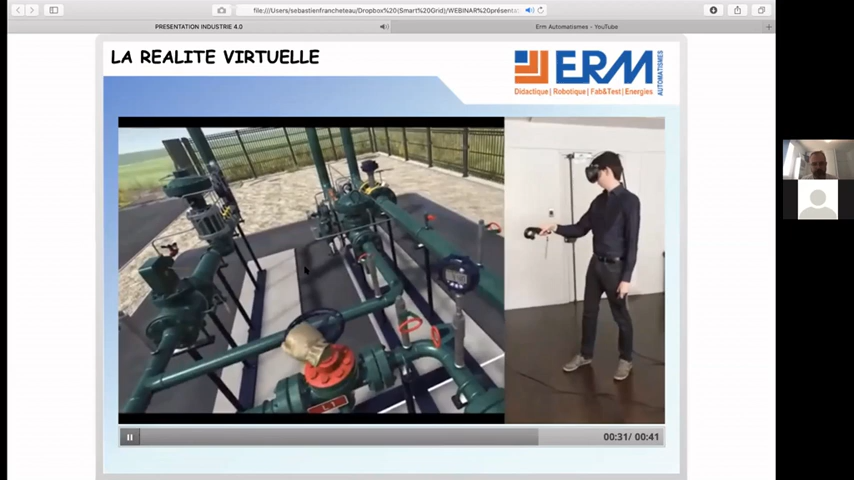 file:///Users/sebastienfrancheteau/Dropbox%20(Smart%20Grid)/WEBINAR%20présenta
PRESENTATION INDUSTRIE 4.0
Erm Automatismes - YouTube
LA REALITE VIRTUELLE
ERM
AUTOMATISMES
Didactique| Robotique | Fab&Test | Energies
L1
00:31/ 00:41